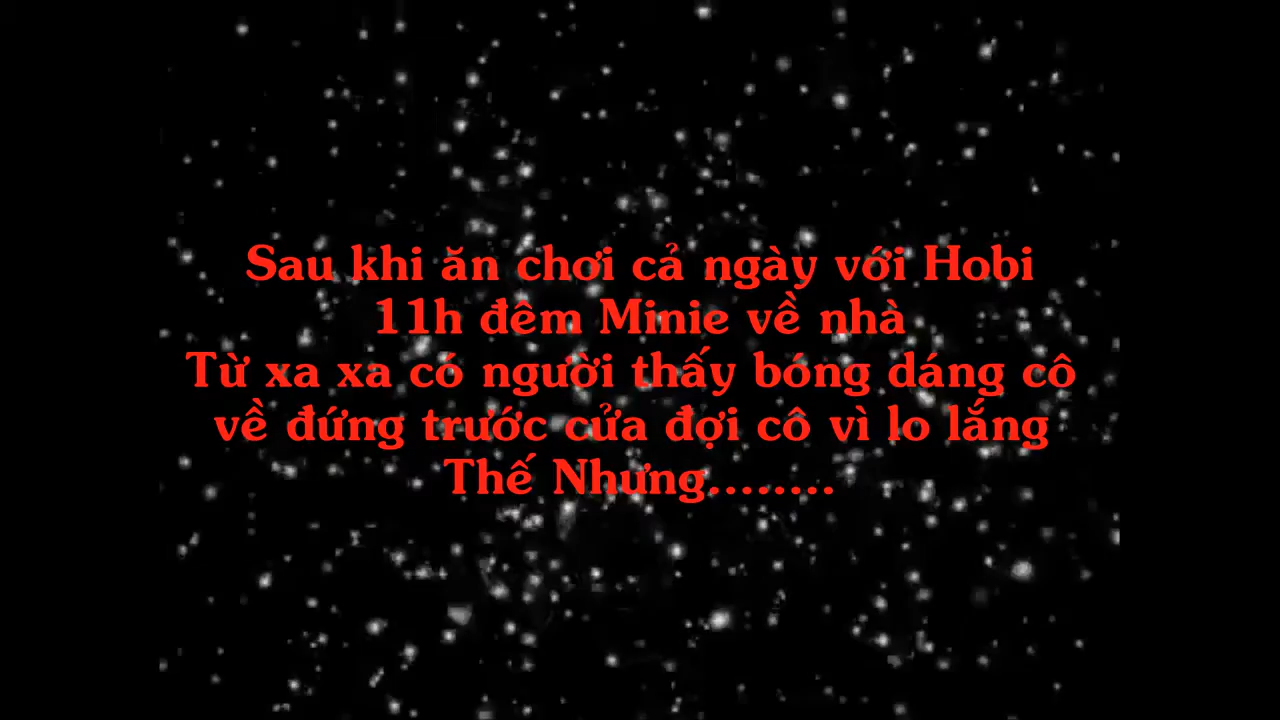 Sau khi ăn chơi cả ngày với Hobi
11h đêm Minie về nhà
Từ xa xa có người thấy bóng dáng cô
về đứng trước cửa đợi cô vì lo lắng
Thế Nhưng........